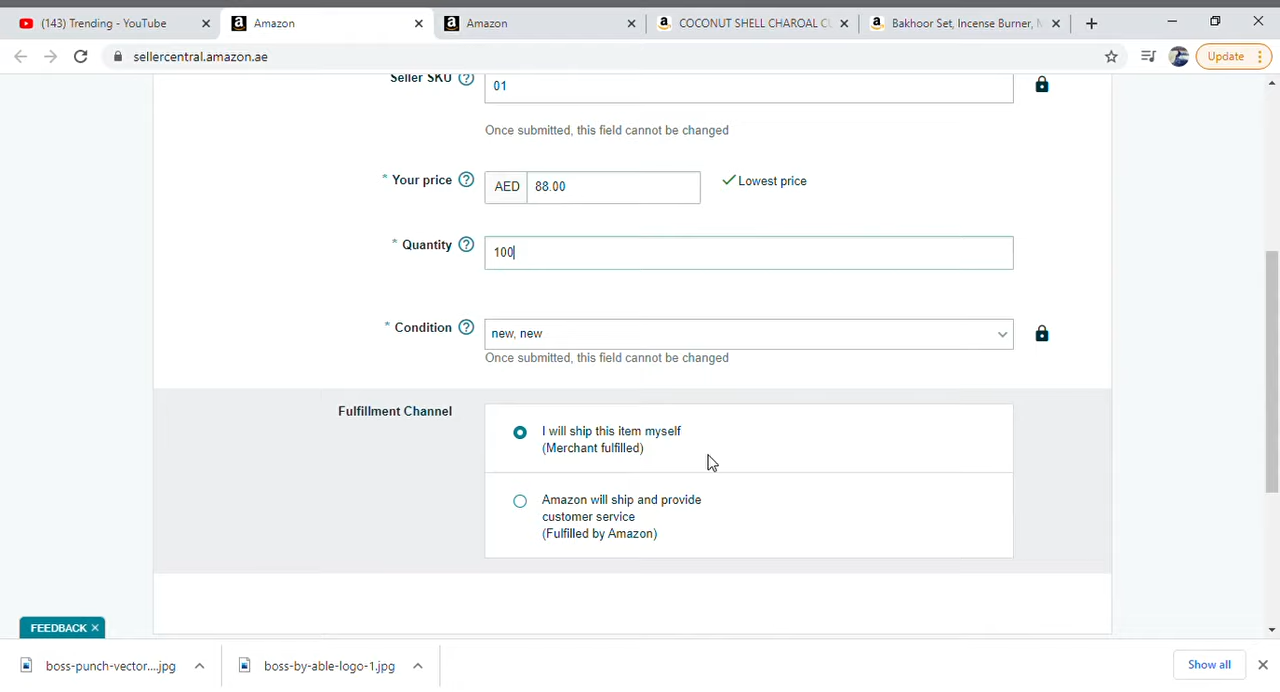 (143) Trending - YouTube
Amazon
Amazon
COCONUT SHELL CHAROAL CU
Bakhoor Set, Incense Burner, M
sellercentral.amazon.ae
Update
Seller SKU ?
01
Once submitted, this field cannot be changed
* Your price ?
AED 88.00
Lowest price
* Quantity ?
100
* Condition ?
new, new
Once submitted, this field cannot be changed
Fulfillment Channel
I will ship this item myself
(Merchant fulfilled)
Amazon will ship and provide
customer service
(Fulfilled by Amazon)
FEEDBACK ×
boss-punch-vector....jpg
boss-by-able-logo-1.jpg
Show all